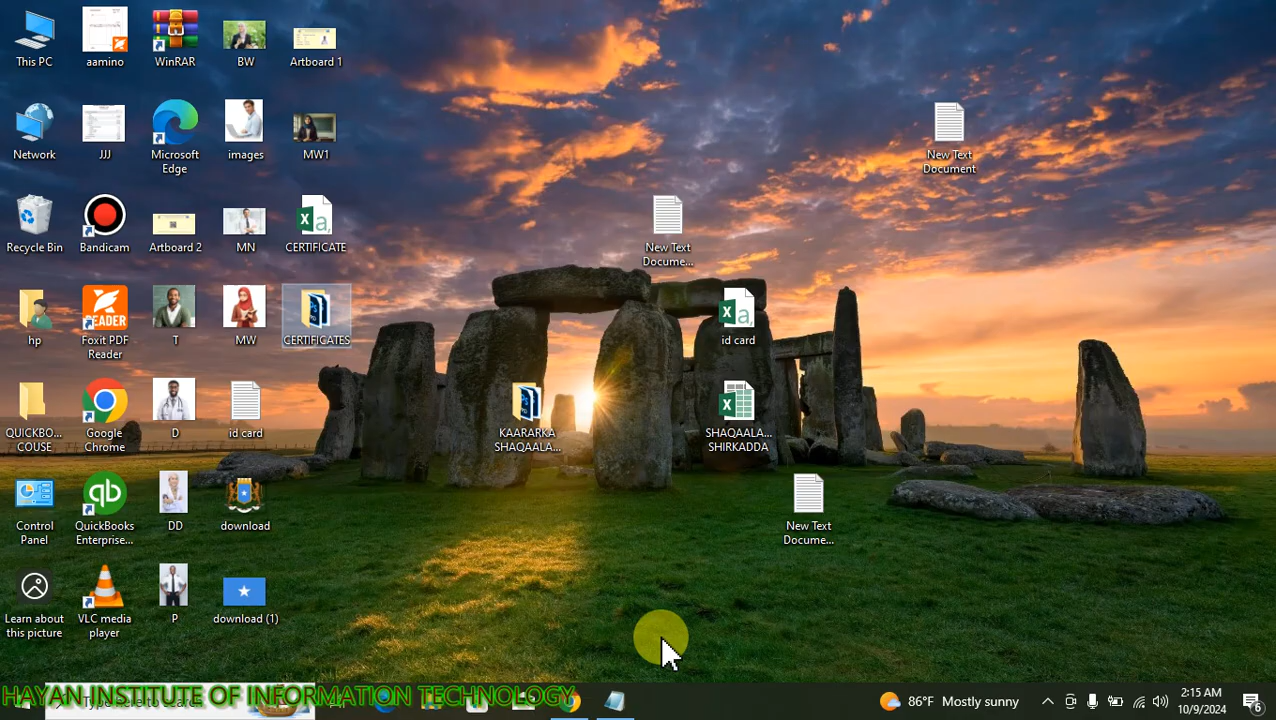 This PC
aamino
WinRAR
BW
Artboard 1
Network
JJJ
Microsoft
Edge
images
MW1
New Text
Document
Recycle Bin
Bandicam
Artboard 2
MN
CERTIFICATE
New Text
Docume...
hp
READER
Foxit PDF
Reader
T
MW
CERTIFICATES
id card
QUICKBO...
COUSE
Google
Chrome
D
id card
KAARARKA
SHAQAALA...
SHAQAALA...
SHIRKADDA
Control
Panel
qb
QuickBooks
Enterprise...
DD
download
New Text
Docume...
Learn about
this picture
VLC media
player
P
download (1)
HAYAN INSTITUTE OF INFORMATION TECHNOLOGY
86°F Mostly sunny
2:15 AM
10/9/2024
6